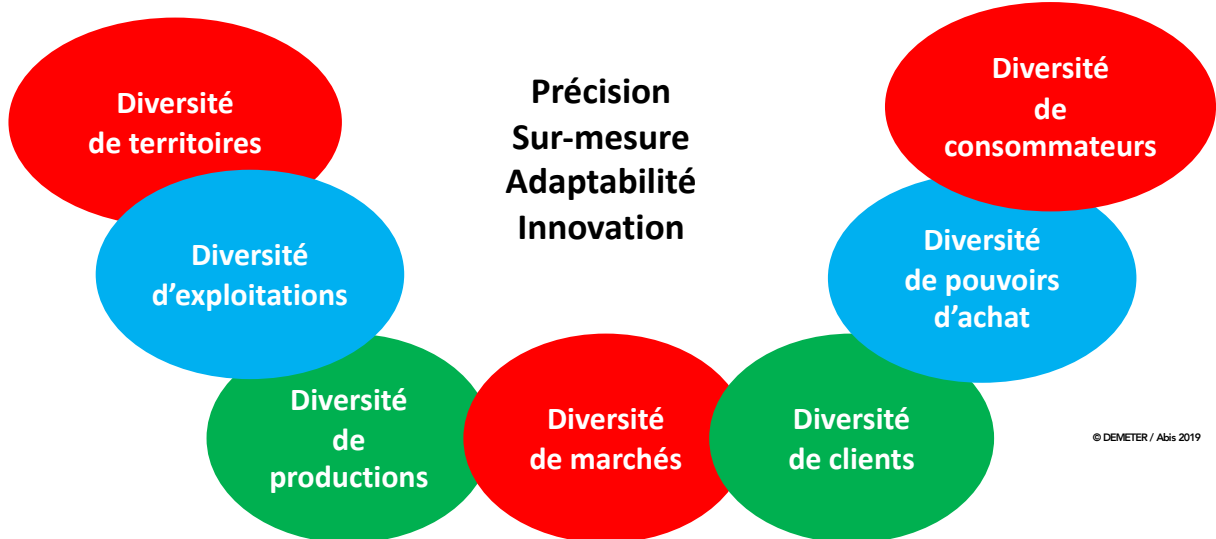 Diversité
de territoires
Diversité
d’exploitations
Diversité
de
productions
Diversité
de marchés
Diversité
de clients
Diversité
de pouvoirs
d’achat
Diversité
de
consommateurs
Précision
Sur-mesure
Adaptabilité
Innovation
© DEMETER / Abis 2019